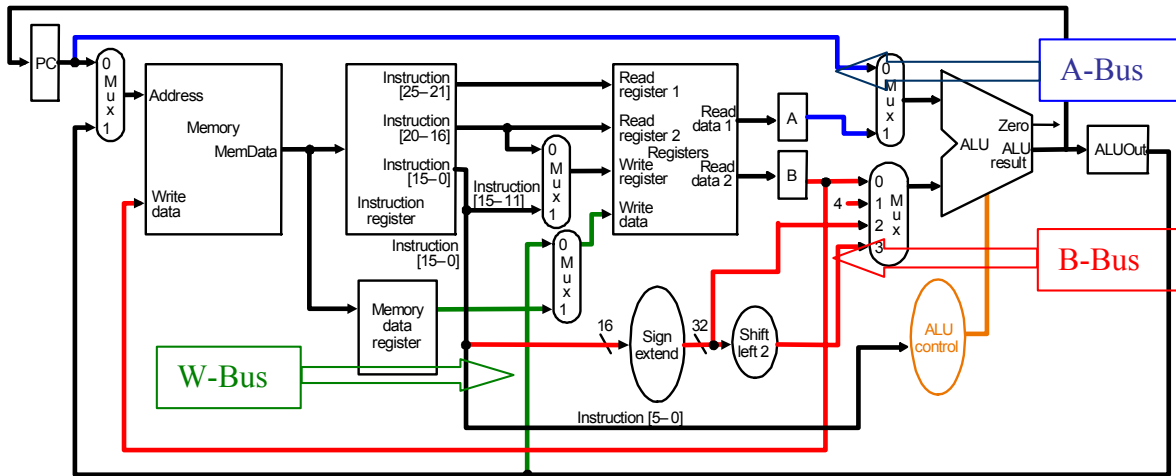 PC
0
M
u
x
1
Address
Memory
MemData
Write
data
Instruction
[25–21]
Instruction
[20–16]
Instruction
[15–0]
Instruction
register
Instruction
[15–11]
Instruction
[15–0]
Memory
data
register
0
M
u
x
1
0
M
u
x
1
Read
register 1
Read
register 2
Registers
Write
register
Write
data
Read
data 1
Read
data 2
A
B
4
0
M
u
x
1
0
1
2
3
M
u
x
Zero
ALU
ALU
result
ALUOut
A-Bus
B-Bus
W-Bus
16
Sign
extend
32
Shift
left 2
ALU
control
Instruction [5–0]